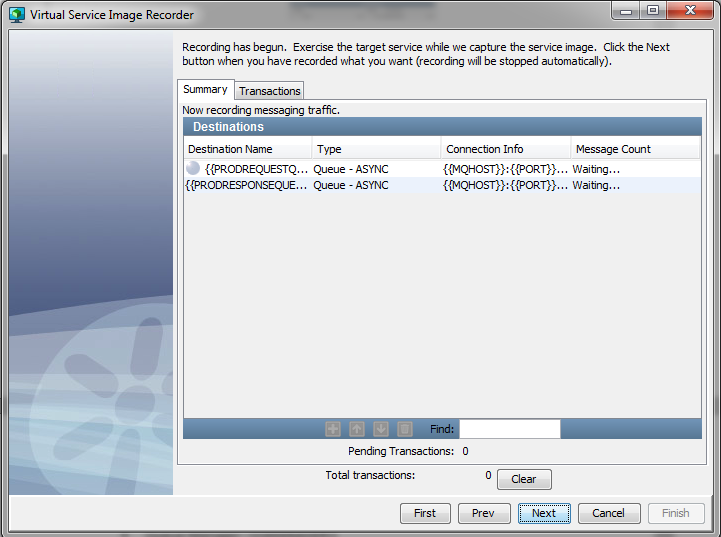 Virtual Service Image Recorder
Recording has begun. Exercise the target service while we capture the service image. Click the Next
button when you have recorded what you want (recording will be stopped automatically).
Summary Transactions
Now recording messaging traffic.
Destinations
Destination Name Type Connection Info Message Count
{{PRODREQUESTQ... Queue - ASYNC {{MQHOST}}:{{PORT}}... Waiting...
{{PRODRESPONSEQUE... Queue - ASYNC {{MQHOST}}:{{PORT}}... Waiting...
Find:
Pending Transactions: 0
Total transactions: 0 Clear
First Prev Next Cancel Finish